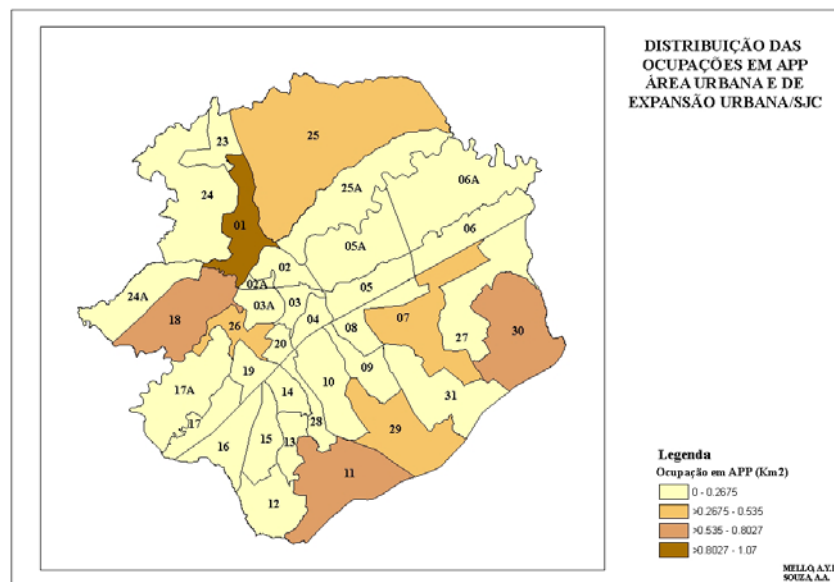 DISTRIBUIÇÃO DAS
OCUPAÇÕES EM APP
ÁREA URBANA E DE
EXPANSÃO URBANA/SJC
23
25
24
25A
06A
01
06
05A
02
02A
05
24A
03A
03
18
04
07
26
08
30
20
27
19
09
17A
14
10
31
17
28
29
16
15
13
11
12
Legenda
Ocupação em APP (Km2)
0 - 0.2675
>0.2675 - 0.535
>0.535 - 0.8027
>0.8027 - 1.07
SOUZA, A.A.